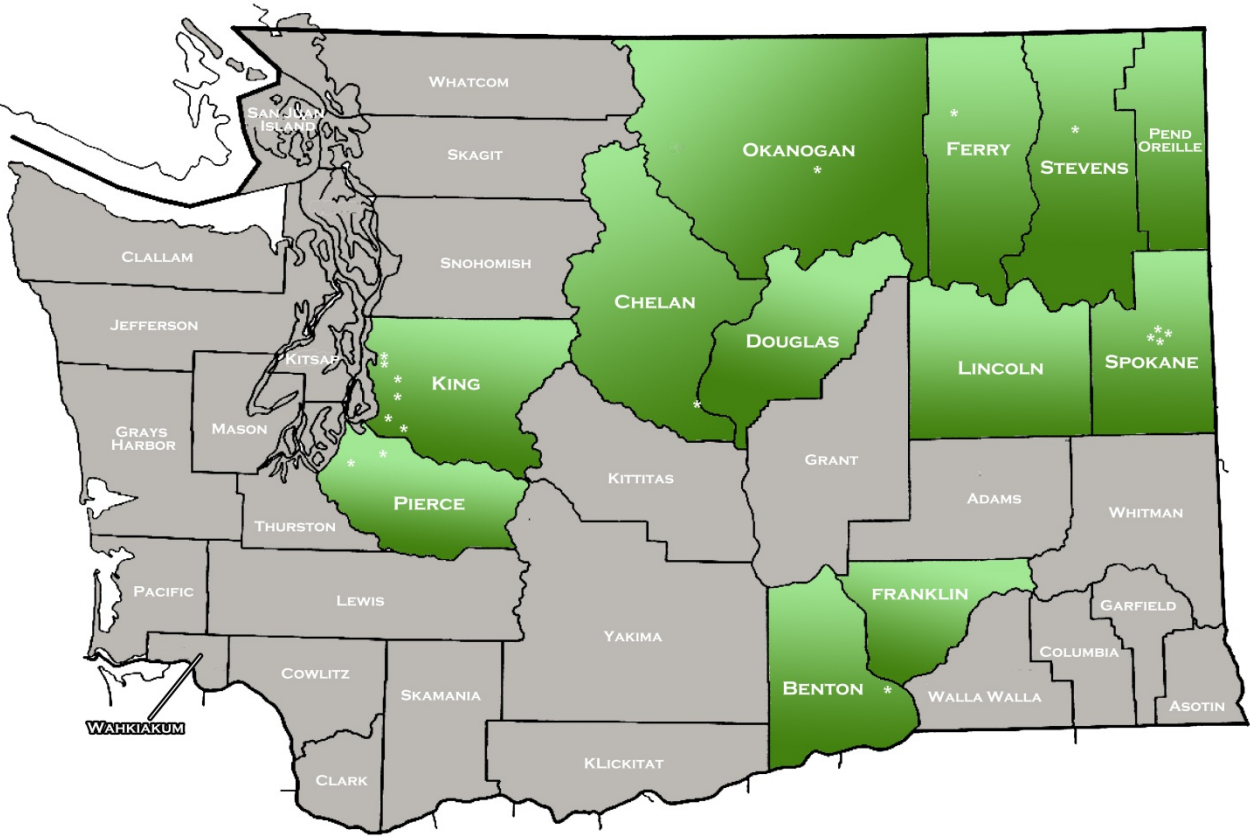 Whatcom
San Juan
Island
Skagit
Okanogan
*
Ferry
*
Stevens
*
Pend
Oreille
Clallam
Snohomish
Chelan
*
Jefferson
Kitsap
King
*
*
*
*
*
*
Douglas
Lincoln
Spokane
*
*
*
*
Grays
Harbor
Mason
Grant
Kittitas
Adams
Whitman
Pierce
*
*
Thurston
Pacific
Lewis
Yakima
Franklin
Garfield
Columbia
Cowlitz
Skamania
Benton
*
Walla Walla
Asotin
Wahkiakum
Clark
KLickitat